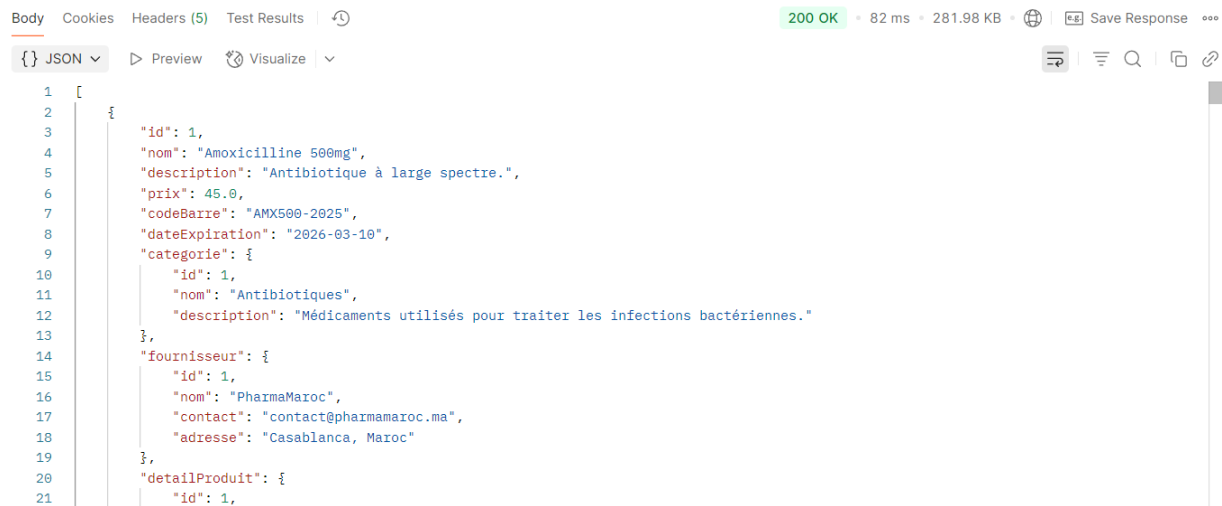 Body Cookies Headers (5) Test Results 200 OK 82 ms 281.98 KB e.g. Save Response
{} JSON Preview Visualize
1 [
2 {
3 "id": 1,
4 "nom": "Amoxicilline 500mg",
5 "description": "Antibiotique à large spectre.",
6 "prix": 45.0,
7 "codeBarre": "AMX500-2025",
8 "dateExpiration": "2026-03-10",
9 "categorie": {
10 "id": 1,
11 "nom": "Antibiotiques",
12 "description": "Médicaments utilisés pour traiter les infections bactériennes."
13 },
14 "fournisseur": {
15 "id": 1,
16 "nom": "PharmaMaroc",
17 "contact": "contact@pharmamaroc.ma",
18 "adresse": "Casablanca, Maroc"
19 },
20 "detailProduit": {
21 "id": 1,